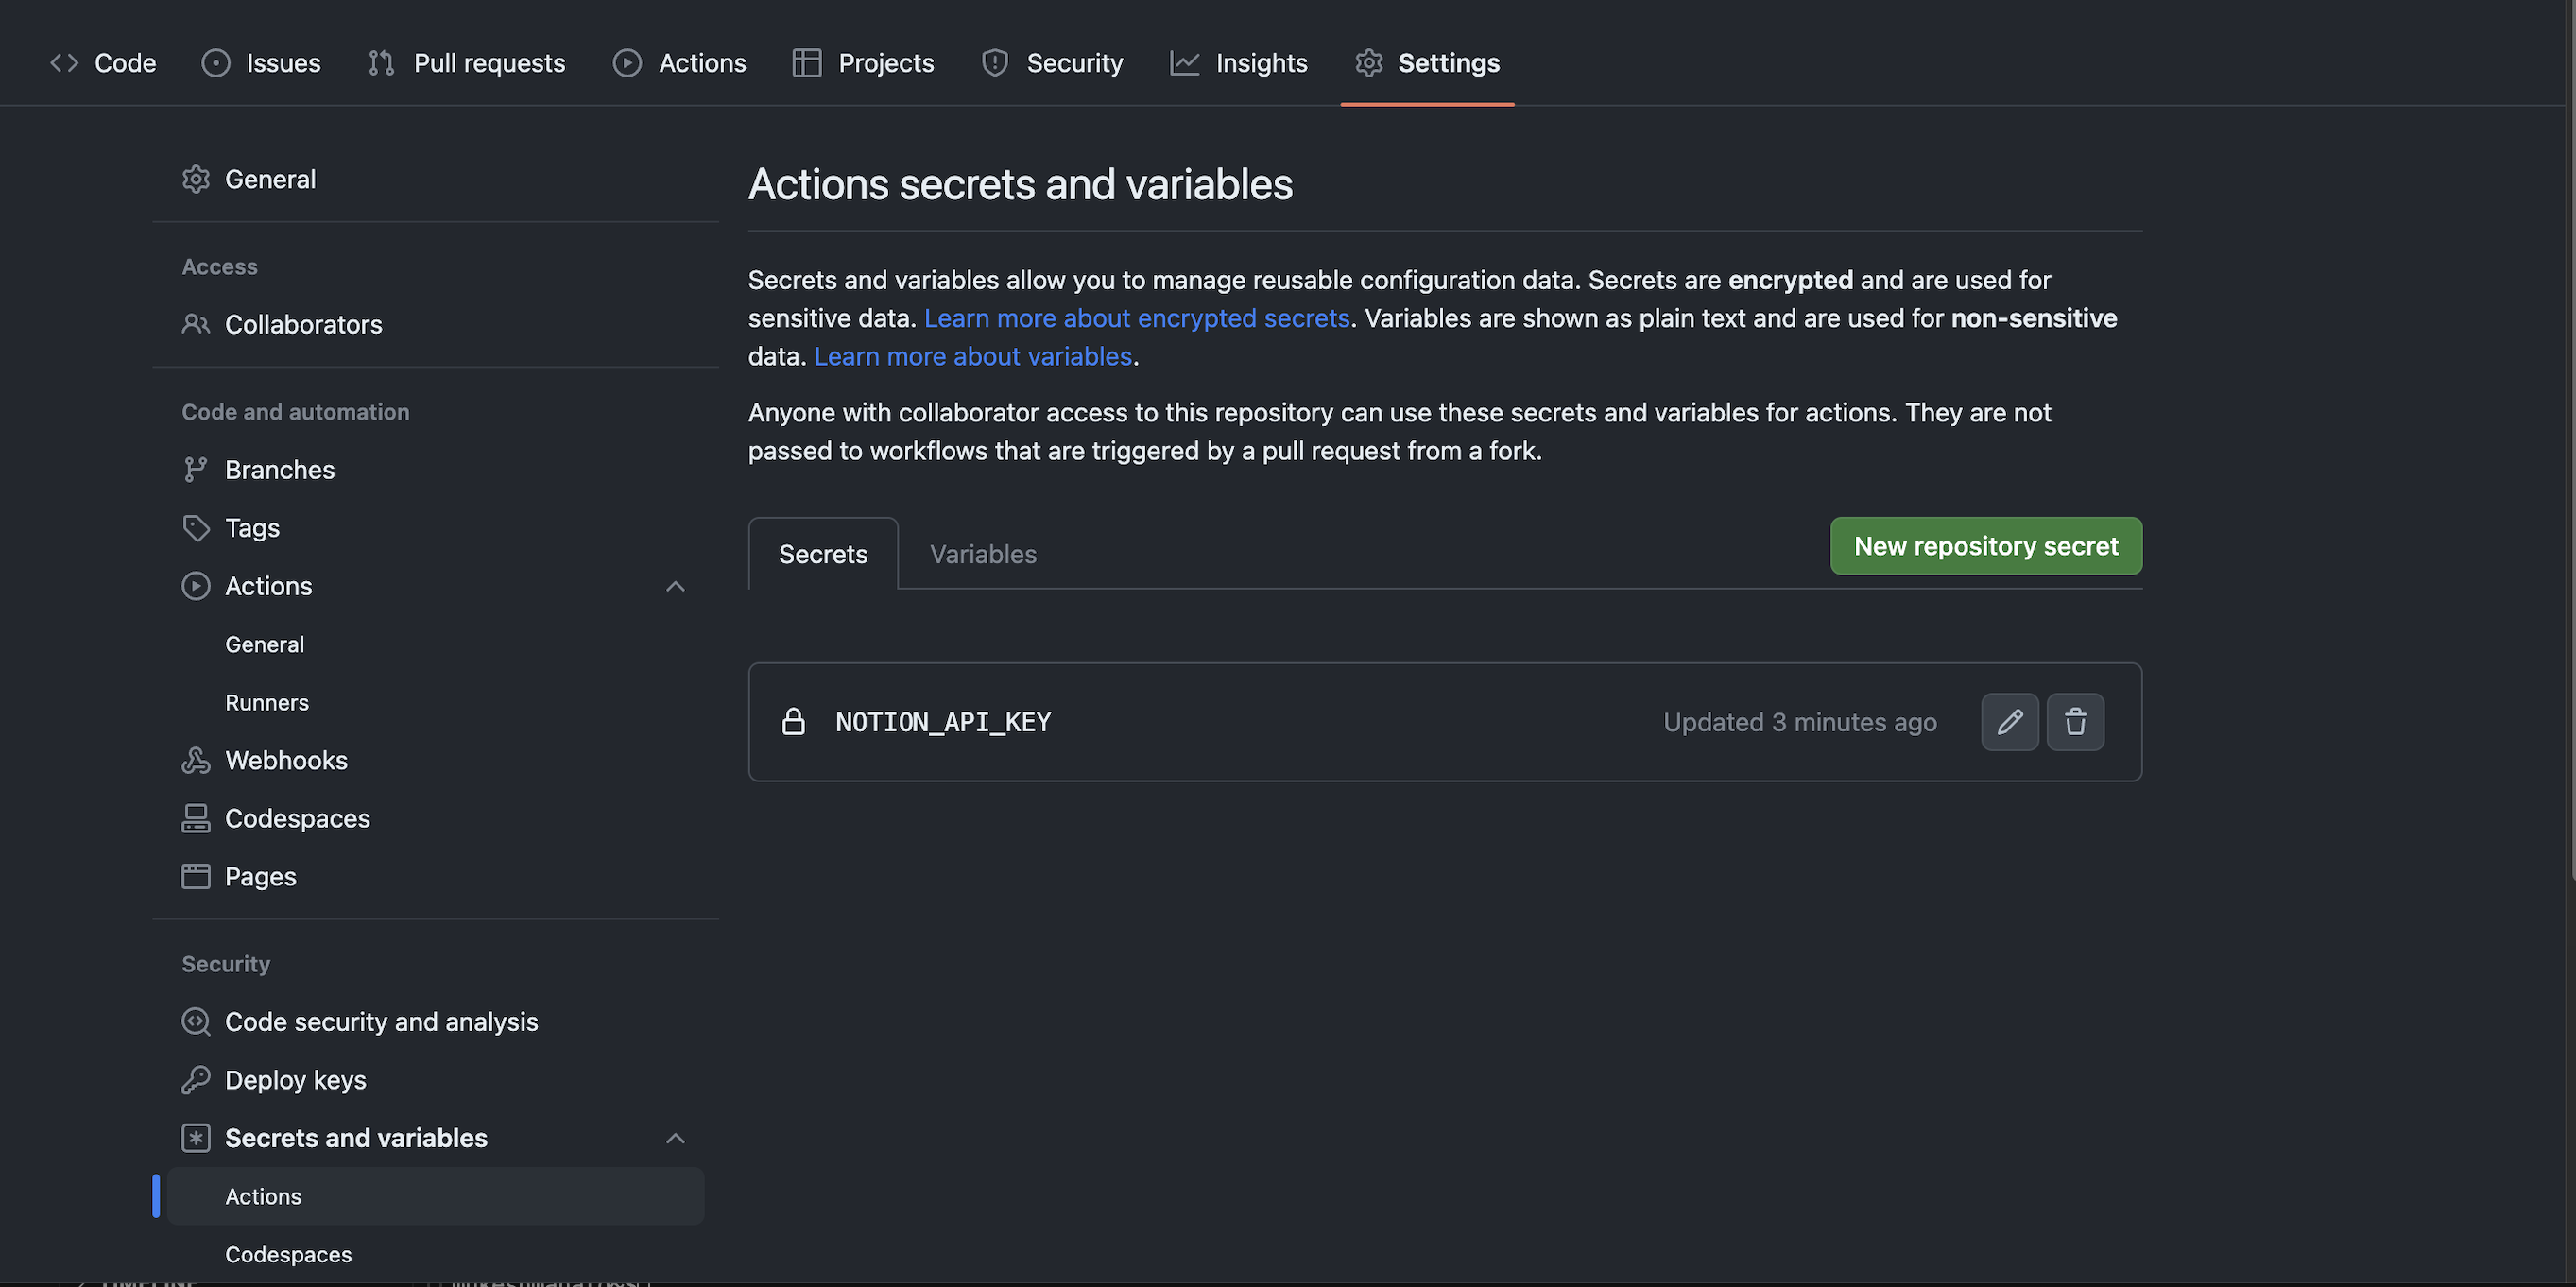 Code Issues Pull requests Actions Projects Security Insights Settings
General
Access
Collaborators
Code and automation
Branches
Tags
Actions
General
Runners
Webhooks
Codespaces
Pages
Security
Code security and analysis
Deploy keys
Secrets and variables
Actions
Codespaces
Actions secrets and variables
Secrets and variables allow you to manage reusable configuration data. Secrets are encrypted and are used for
sensitive data. Learn more about encrypted secrets. Variables are shown as plain text and are used for non-sensitive
data. Learn more about variables.
Anyone with collaborator access to this repository can use these secrets and variables for actions. They are not
passed to workflows that are triggered by a pull request from a fork.
Secrets Variables New repository secret
NOTION_API_KEY Updated 3 minutes ago